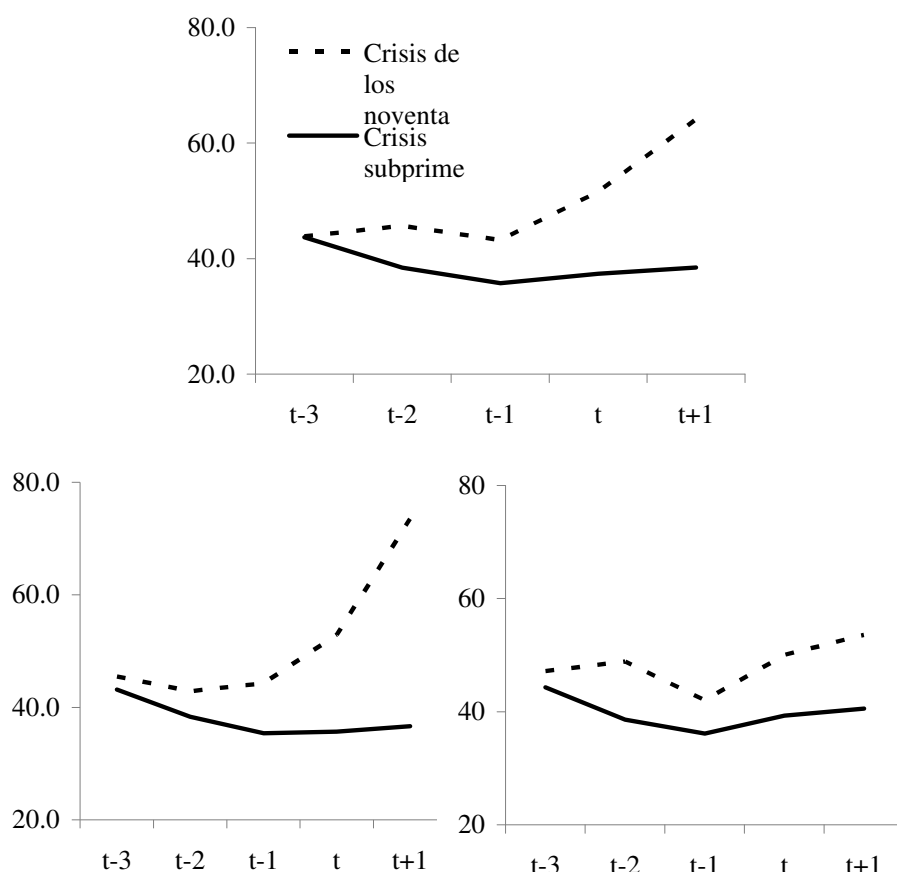 80.0
Crisis de
los
noventa
Crisis
subprime
60.0
40.0
20.0
t-3 t-2 t-1 t t+1
80.0
60.0
40.0
20.0
t-3 t-2 t-1 t t+1
80
60
40
20
t-3 t-2 t-1 t t+1